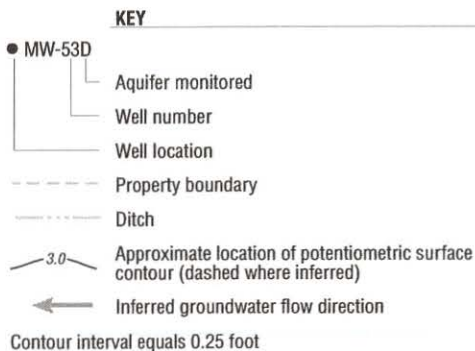 KEY
MW-53D
Aquifer monitored
Well number
Well location
Property boundary
Ditch
3.0
Approximate location of potentiometric surface
contour (dashed where inferred)
Inferred groundwater flow direction
Contour interval equals 0.25 foot